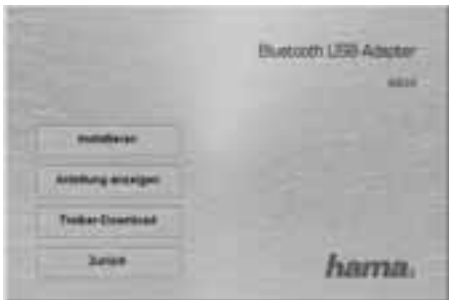 Bluetooth USB Adapter
Installieren
Anleitung anzeigen
Treiber-Download
Zurück
hama.